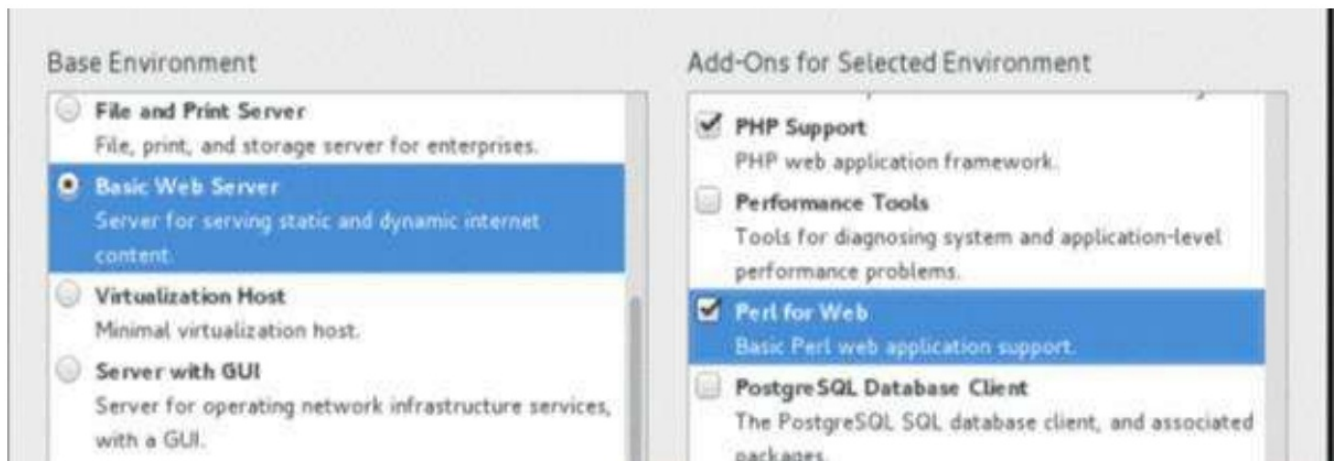 Base Environment
File and Print Server
File, print, and storage server for enterprises.
Basic Web Server
Server for serving static and dynamic internet
content.
Virtualization Host
Minimal virtualization host.
Server with GUI
Server for operating network infrastructure services,
with a GUI.
Add-Ons for Selected Environment
PHP Support
PHP web application framework.
Performance Tools
Tools for diagnosing system and application-level
performance problems.
Perl for Web
Basic Perl web application support.
PostgreSQL Database Client
The PostgreSQL SQL database client, and associated
packages.